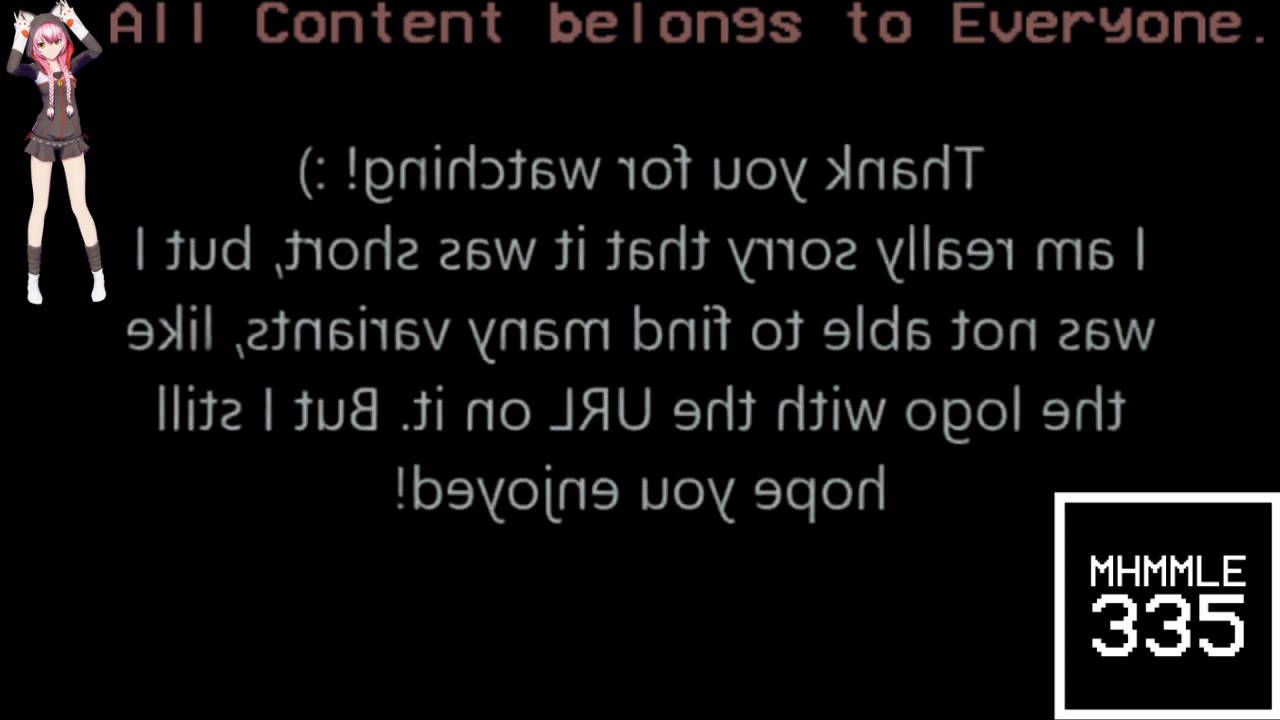 All Content belongs to Everyone.
Thank you for watching! :)
I am really sorry that it was short, but I
was not able to find many variants, like
the logo with the URL on it. But I still
hope you enjoyed!
MHMMLE
335